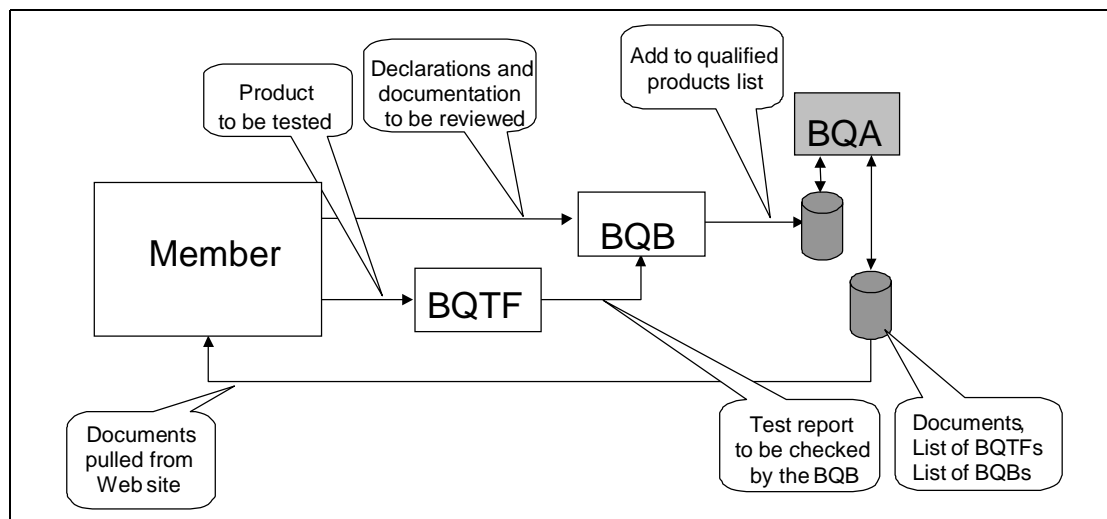 Product
to be tested
Declarations and
documentation
to be reviewed
Add to qualified
products list
BQA
Member
BQB
BQTF
Documents
pulled from
Web site
Test report
to be checked
by the BQB
Documents,
List of BQTFs
List of BQBs